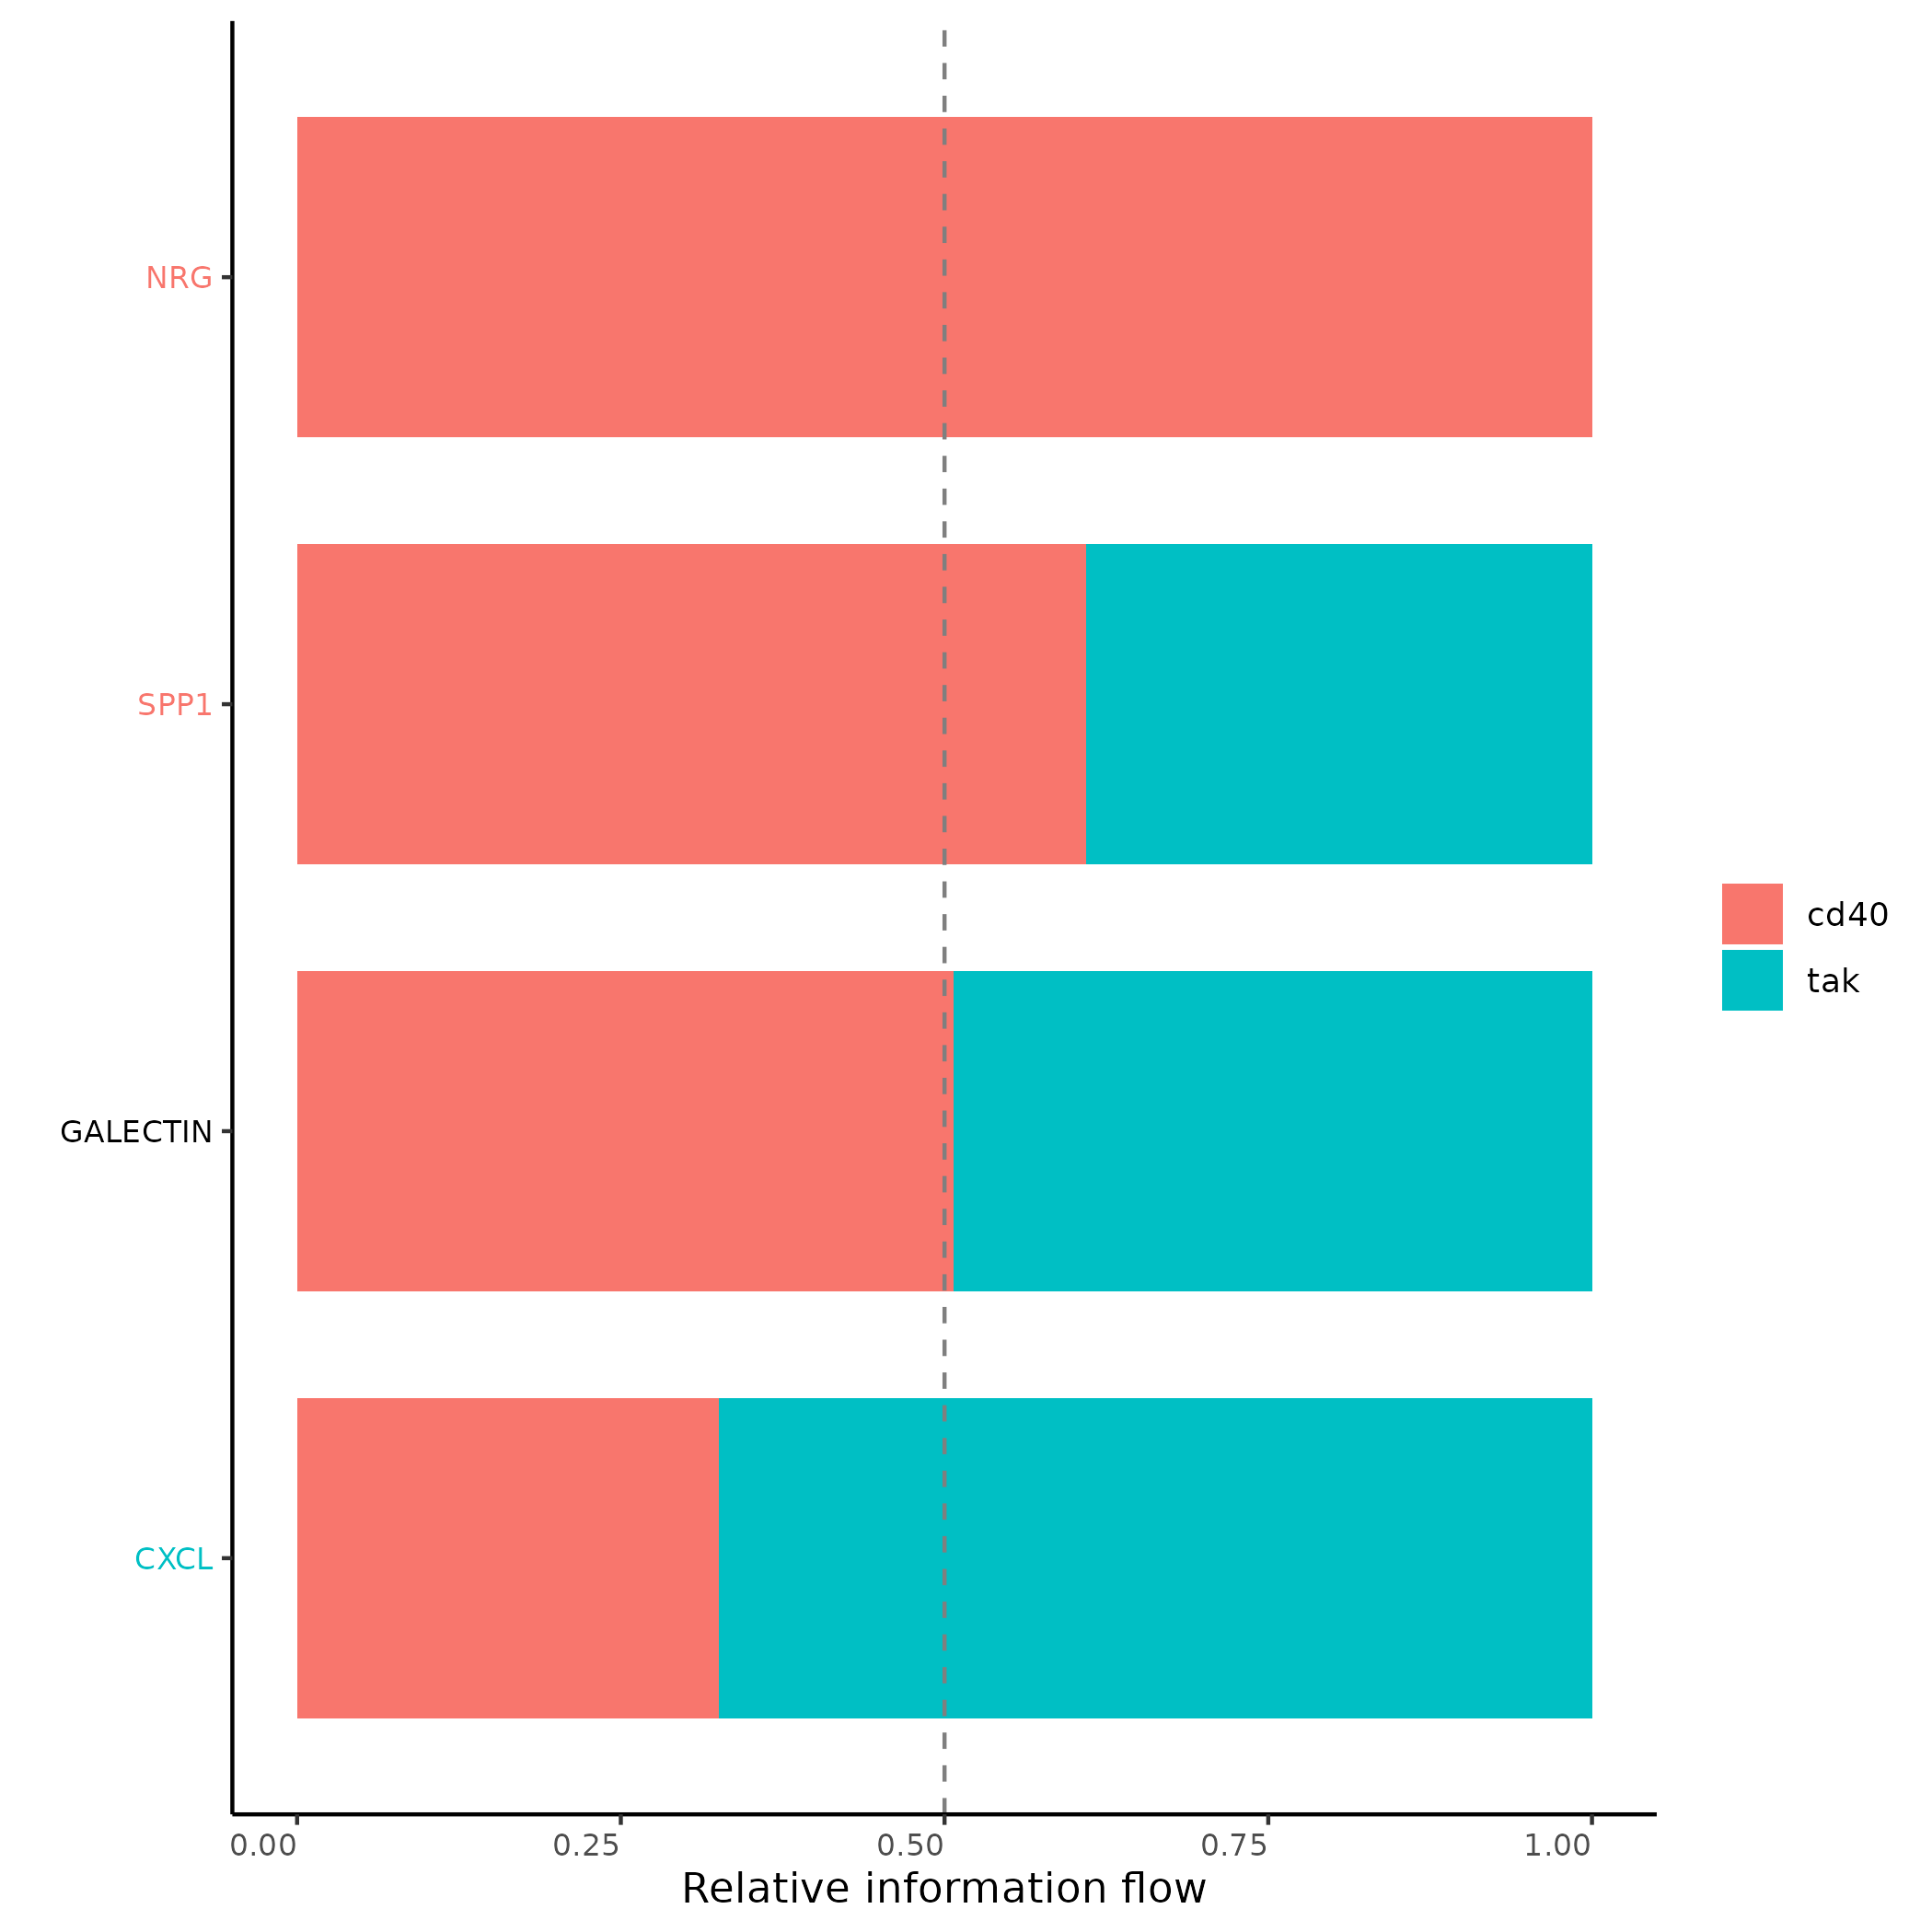 NRG
SPP1
GALECTIN
CXCL
cd40
tak
0.00 0.25 0.50 0.75 1.00
Relative information flow